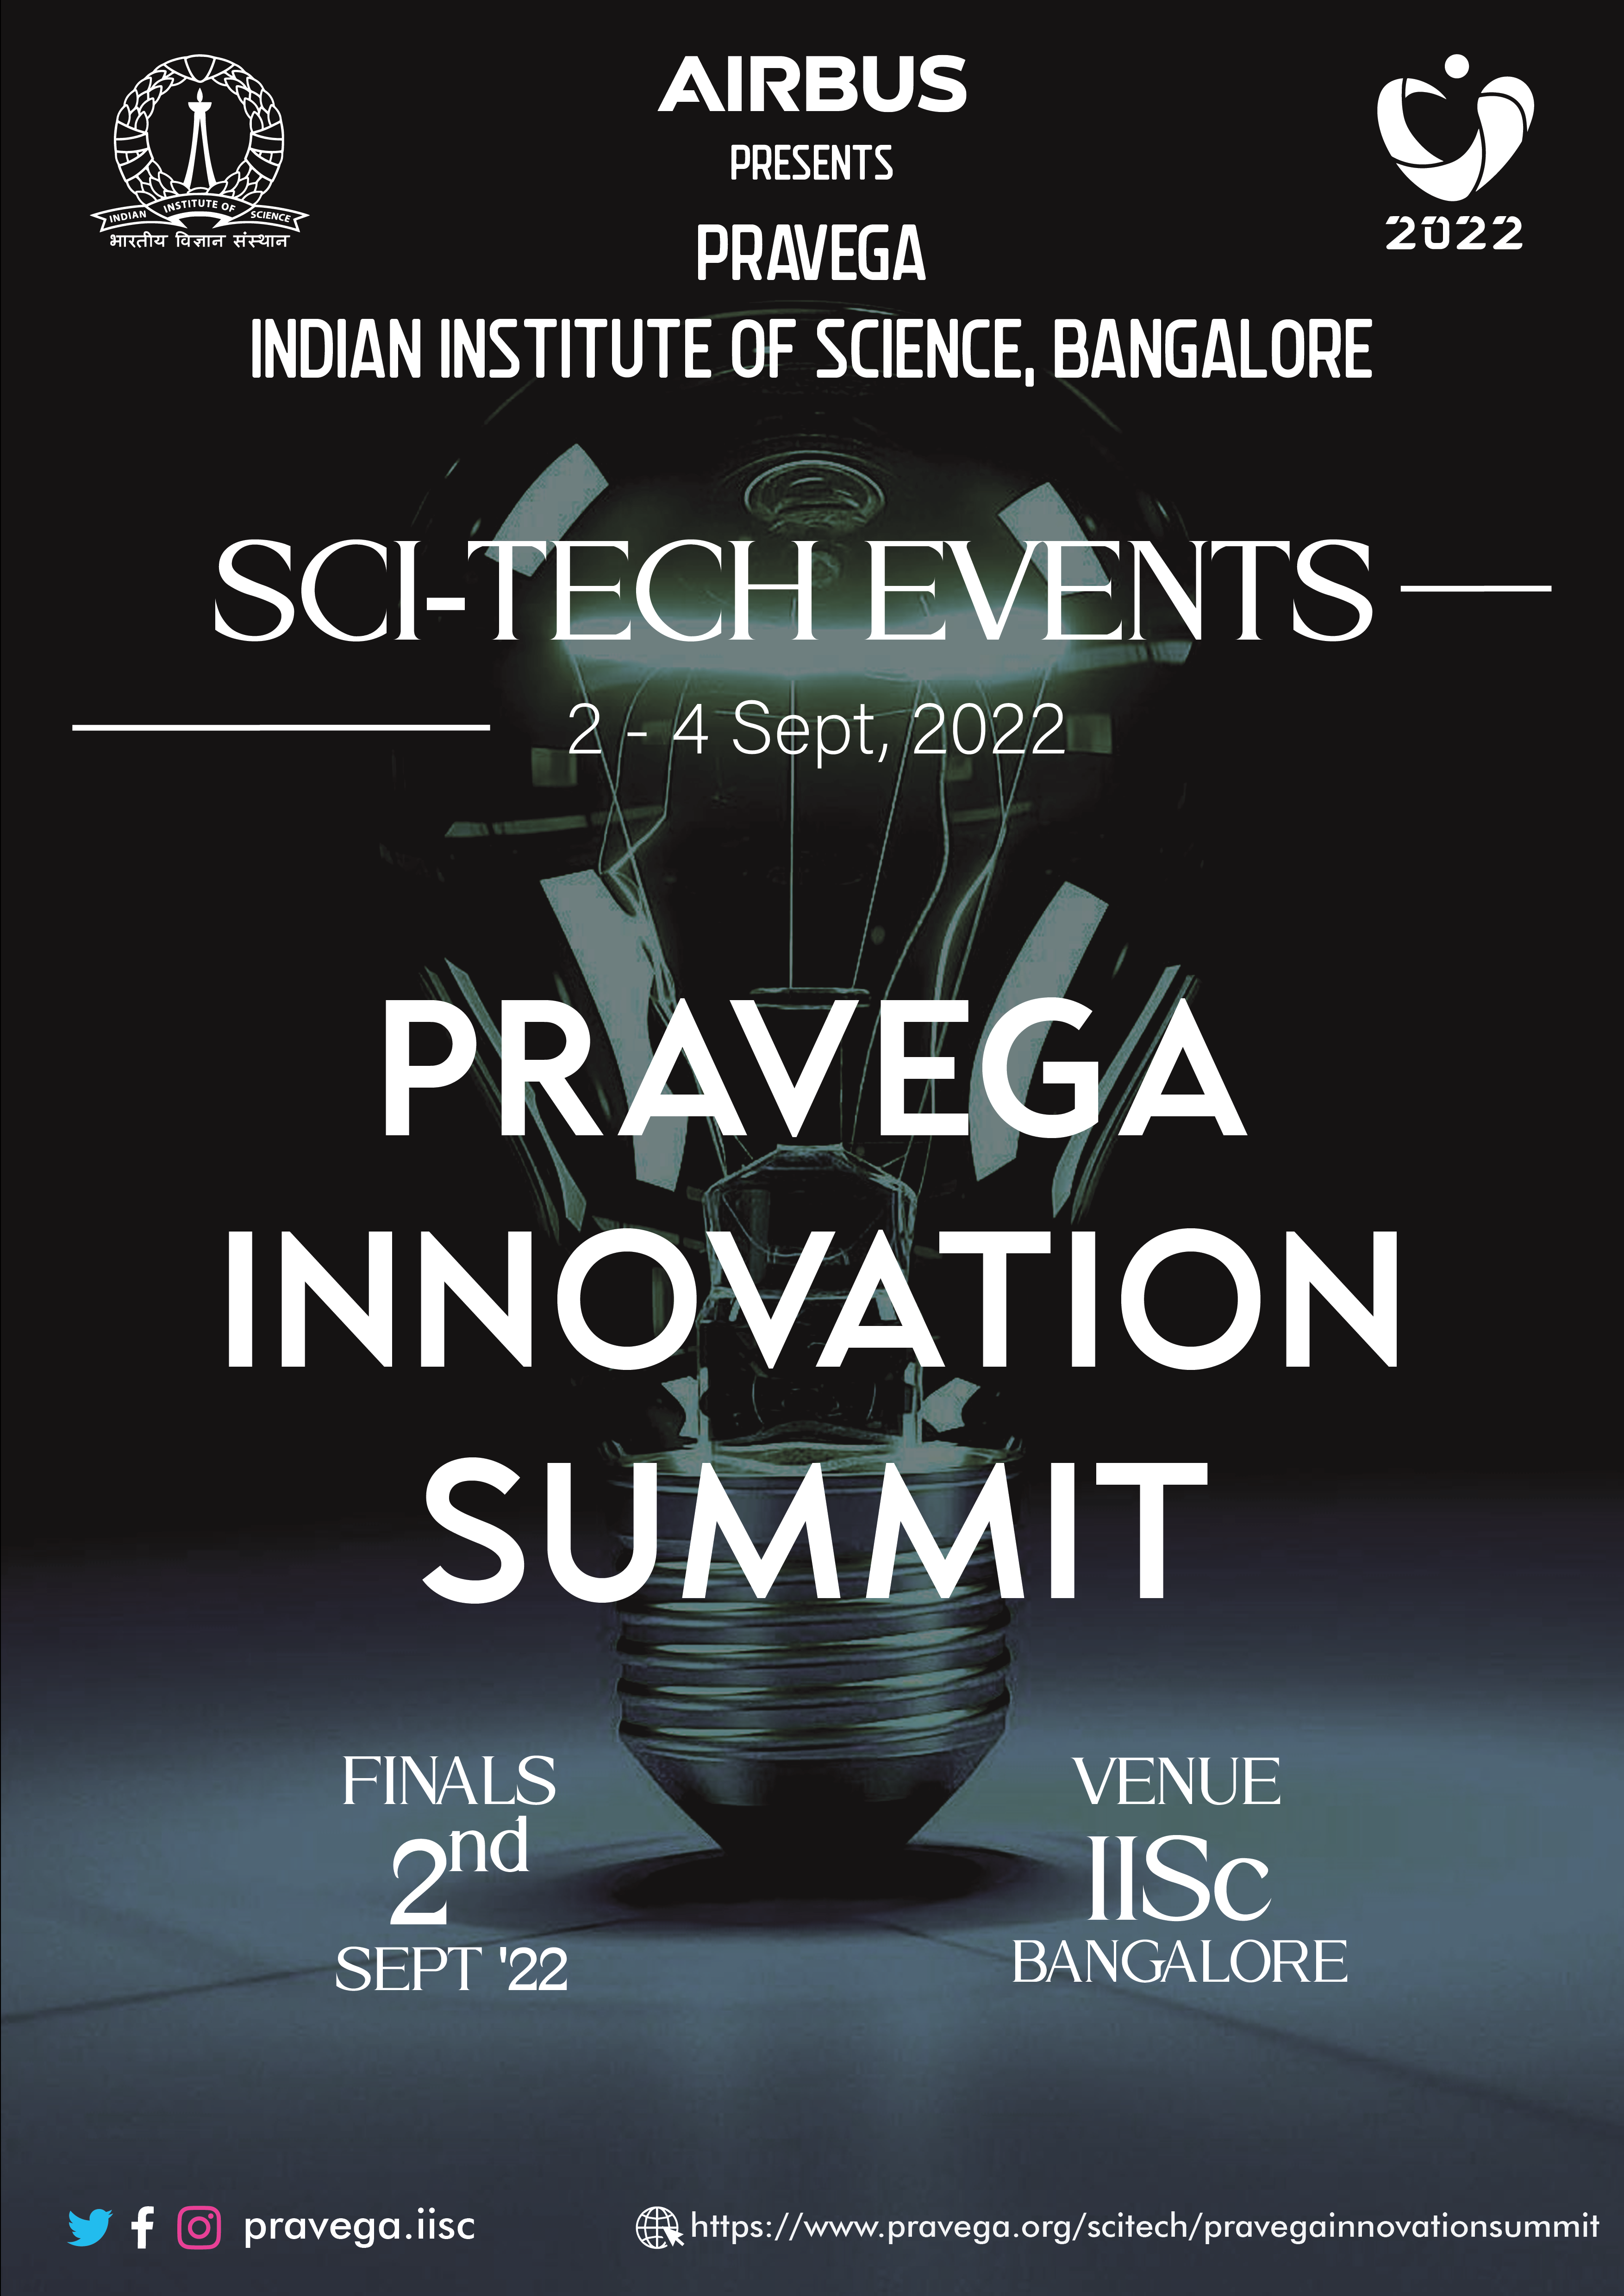 AIRBUS
PRESENTS
PRAVEGA
INDIAN INSTITUTE OF SCIENCE, BANGALORE
INDIAN INSTITUTE OF SCIENCE
भारतीय विज्ञान संस्थान
2022
SCI-TECH EVENTS
2 - 4 Sept, 2022
PRAVEGA
INNOVATION
SUMMIT
FINALS
2nd
SEPT '22
VENUE
IISc
BANGALORE
pravega.iisc
https://www.pravega.org/scitech/pravegainnovationsummit